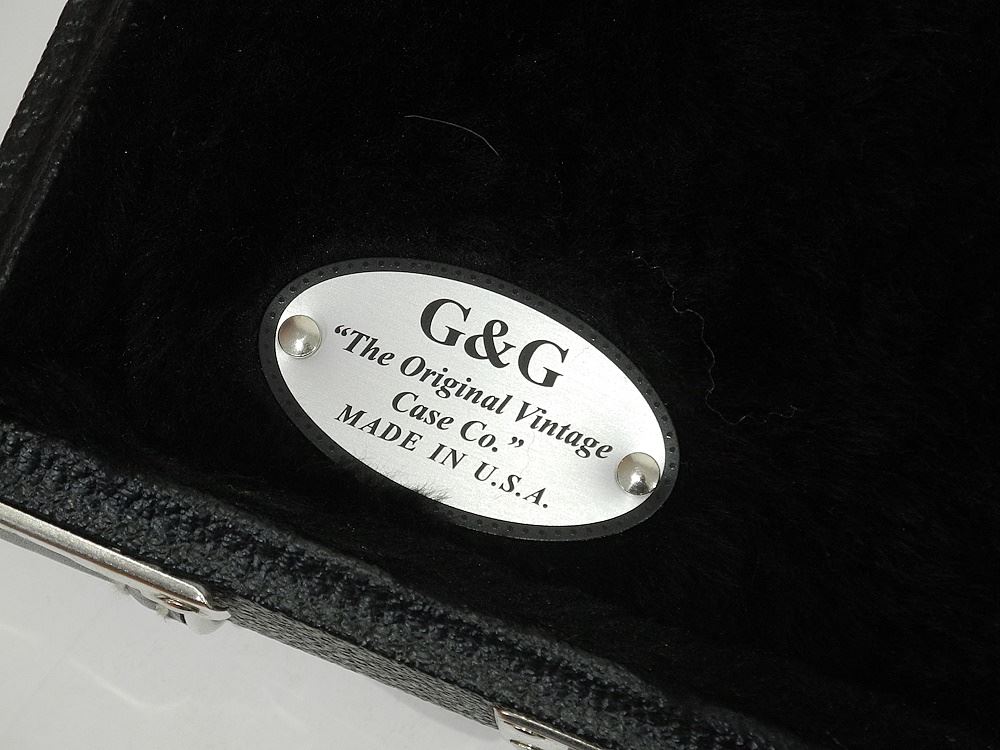 G&G
“The Original Vintage
Case Co.”
MADE IN U.S.A.